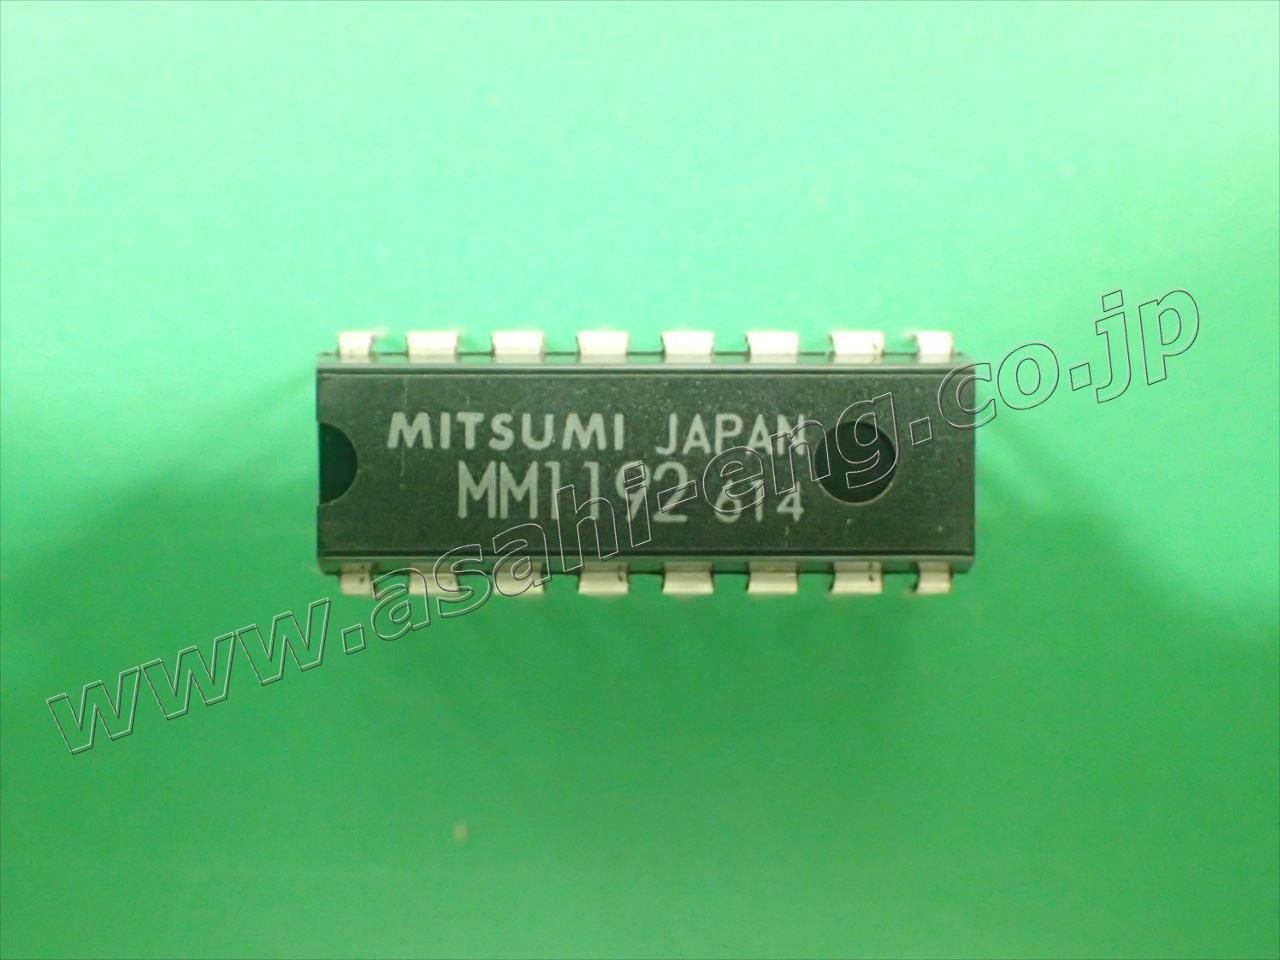 MITSUMI JAPAN
MM1192 614
www.asahi-eng.co.jp